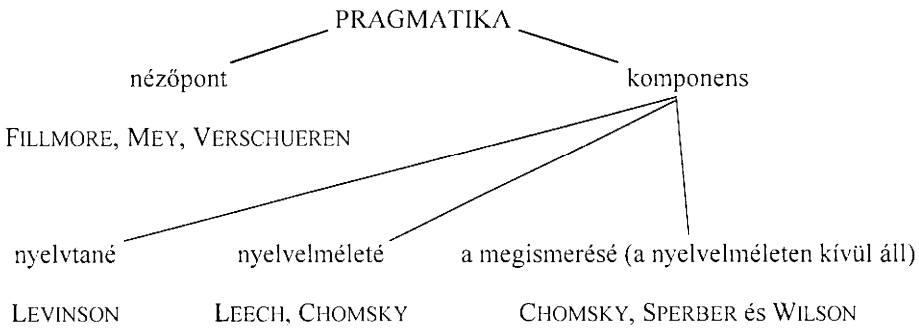 PRAGMATIKA
nézőpont komponens
FILLMORE, MEY, VERSCHUEREN
nyelvtané nyelvelméleté a megismerésé (a nyelvelméleten kívül áll)
LEVINSON LEECH, CHOMSKY CHOMSKY, SPERBER és WILSON